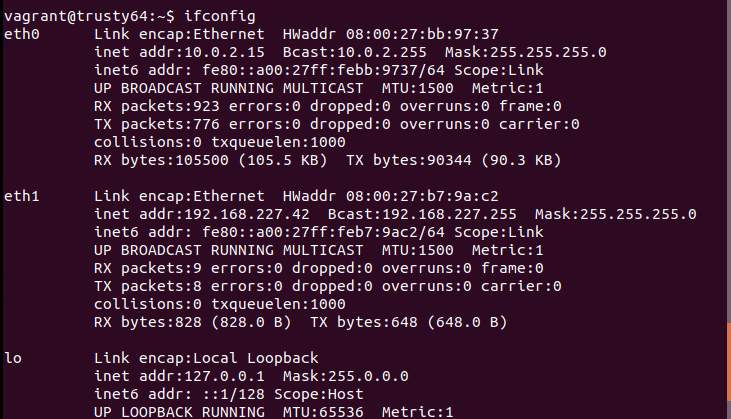 vagrant@trusty64:~$ ifconfig
eth0      Link encap:Ethernet  HWaddr 08:00:27:bb:97:37
          inet addr:10.0.2.15  Bcast:10.0.2.255  Mask:255.255.255.0
          inet6 addr: fe80::a00:27ff:febb:9737/64 Scope:Link
          UP BROADCAST RUNNING MULTICAST  MTU:1500  Metric:1
          RX packets:923 errors:0 dropped:0 overruns:0 frame:0
          TX packets:776 errors:0 dropped:0 overruns:0 carrier:0
          collisions:0 txqueuelen:1000
          RX bytes:105500 (105.5 KB)  TX bytes:90344 (90.3 KB)

eth1      Link encap:Ethernet  HWaddr 08:00:27:b7:9a:c2
          inet addr:192.168.227.42  Bcast:192.168.227.255  Mask:255.255.255.0
          inet6 addr: fe80::a00:27ff:feb7:9ac2/64 Scope:Link
          UP BROADCAST RUNNING MULTICAST  MTU:1500  Metric:1
          RX packets:9 errors:0 dropped:0 overruns:0 frame:0
          TX packets:8 errors:0 dropped:0 overruns:0 carrier:0
          collisions:0 txqueuelen:1000
          RX bytes:828 (828.0 B)  TX bytes:648 (648.0 B)

lo        Link encap:Local Loopback
          inet addr:127.0.0.1  Mask:255.0.0.0
          inet6 addr: ::1/128 Scope:Host
          UP LOOPBACK RUNNING  MTU:65536  Metric:1